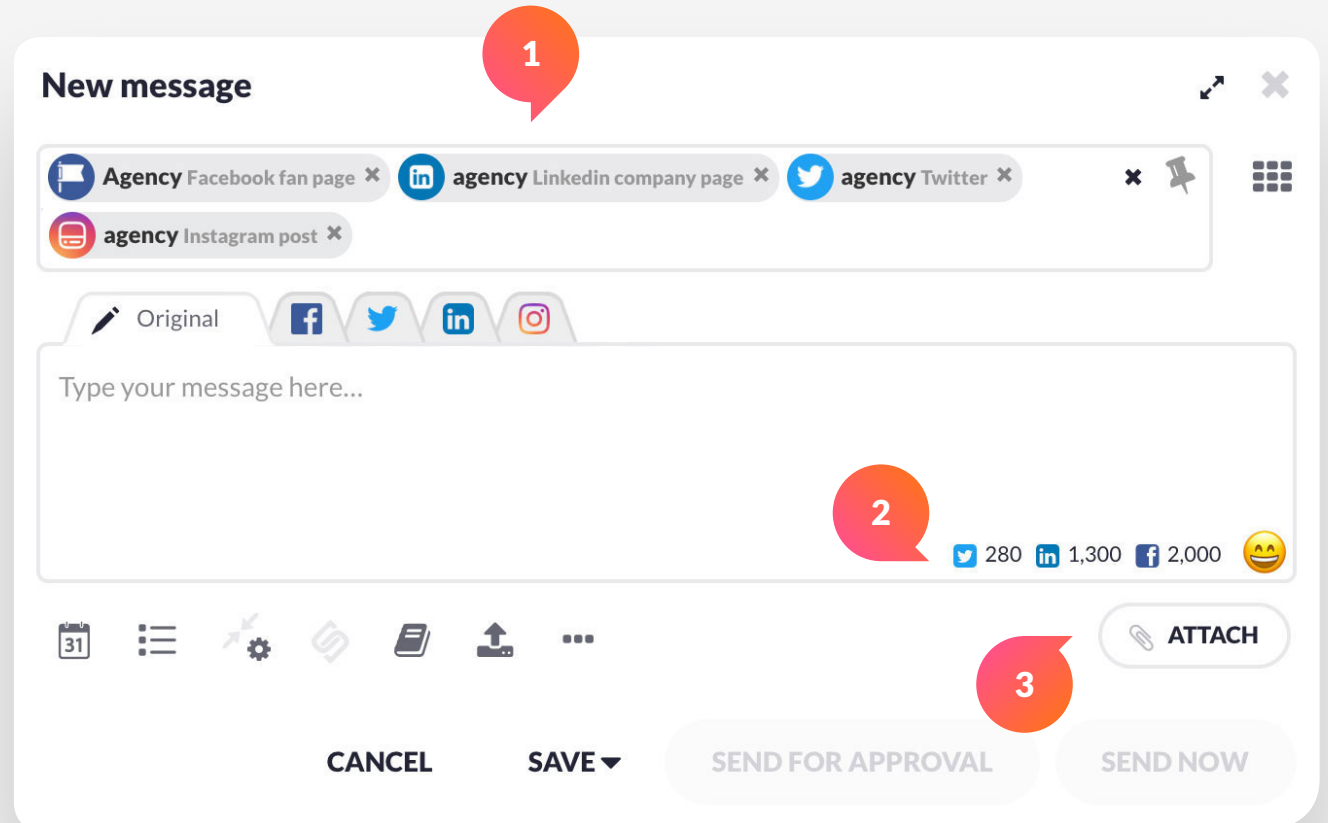 1
New message
Agency Facebook fan page
agency Linkedin company page
agency Twitter
agency Instagram post
Original
Type your message here...
2
280 1,300 2,000
31
ATTACH
3
CANCEL SAVE SEND FOR APPROVAL SEND NOW